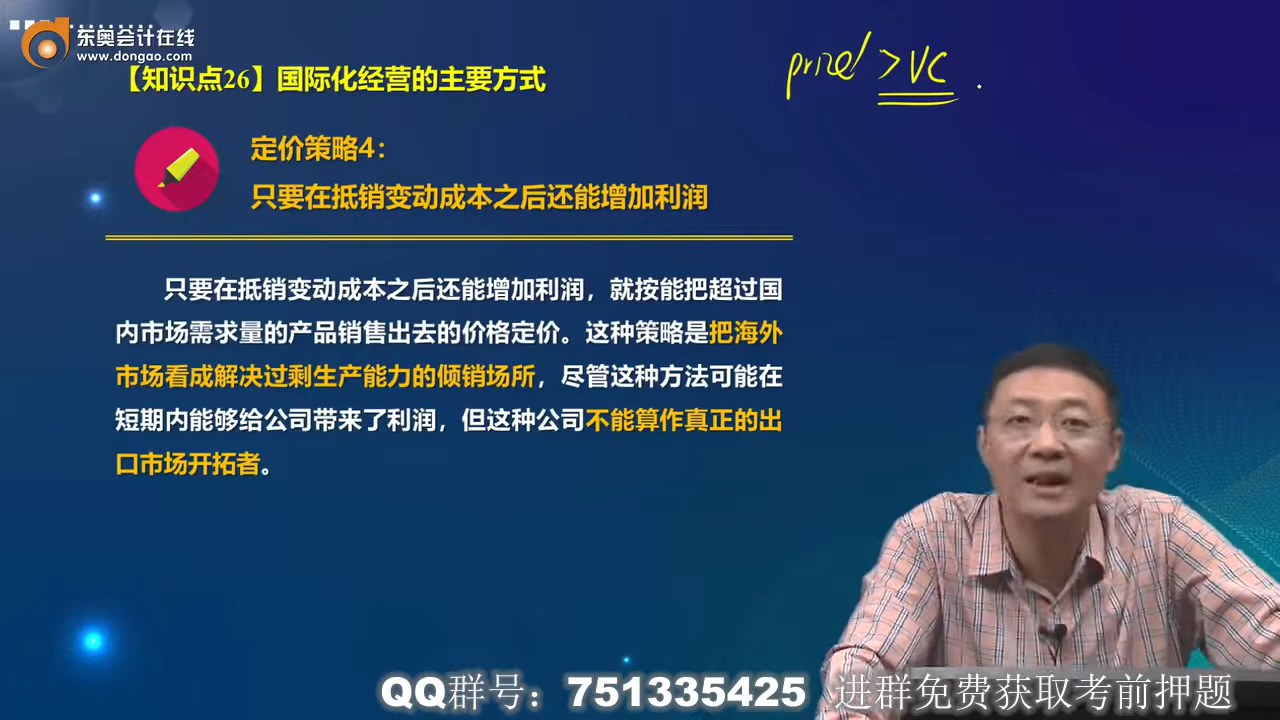 东奥会计在线
www.dongao.com
【知识点26】国际化经营的主要方式
price > VC
定价策略4：
只要在抵销变动成本之后还能增加利润
只要在抵销变动成本之后还能增加利润，就按能把超过国
内市场需求量的产品销售出去的价格定价。这种策略是把海外
市场看成解决过剩生产能力的倾销场所，尽管这种方法可能在
短期内能够给公司带来了利润，但这种公司不能算作真正的出
口市场开拓者。
QQ群号：751335425 进群免费获取考前押题